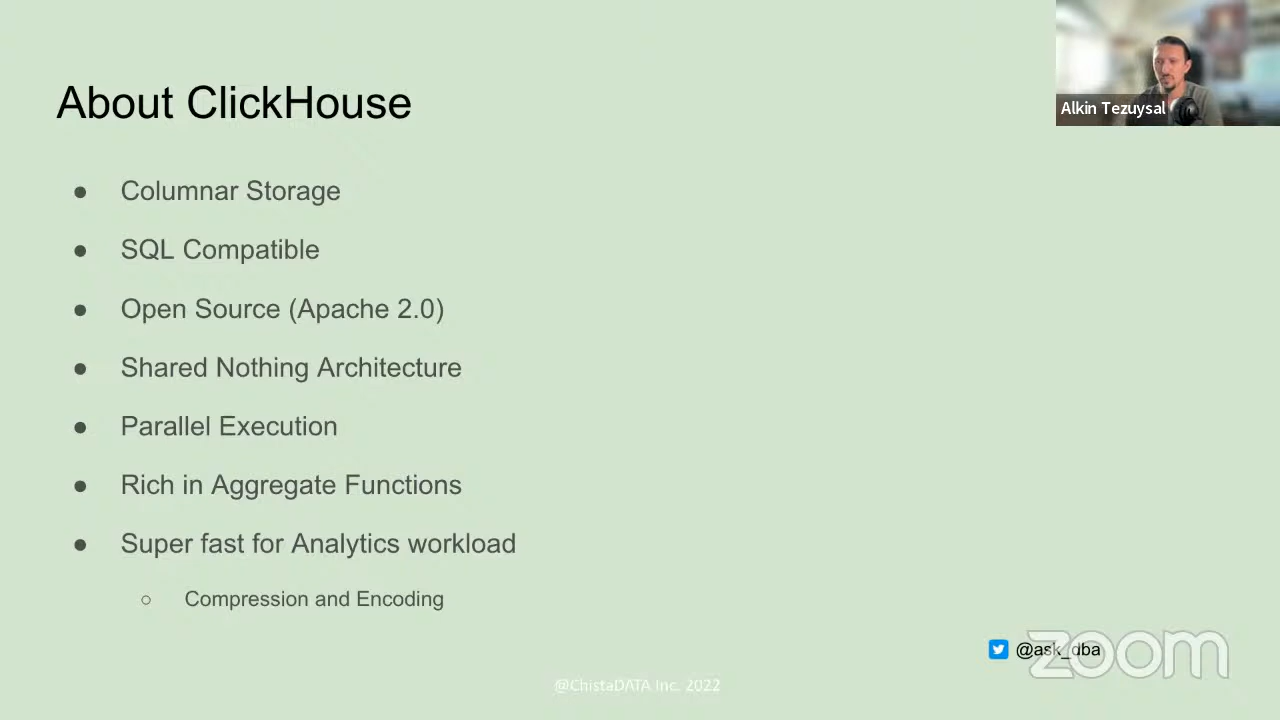 About ClickHouse
Alkin Tezuysal
● Columnar Storage
● SQL Compatible
● Open Source (Apache 2.0)
● Shared Nothing Architecture
● Parallel Execution
● Rich in Aggregate Functions
● Super fast for Analytics workload
○ Compression and Encoding
@ask_dba
zoom
@ChistaDATA Inc. 2022